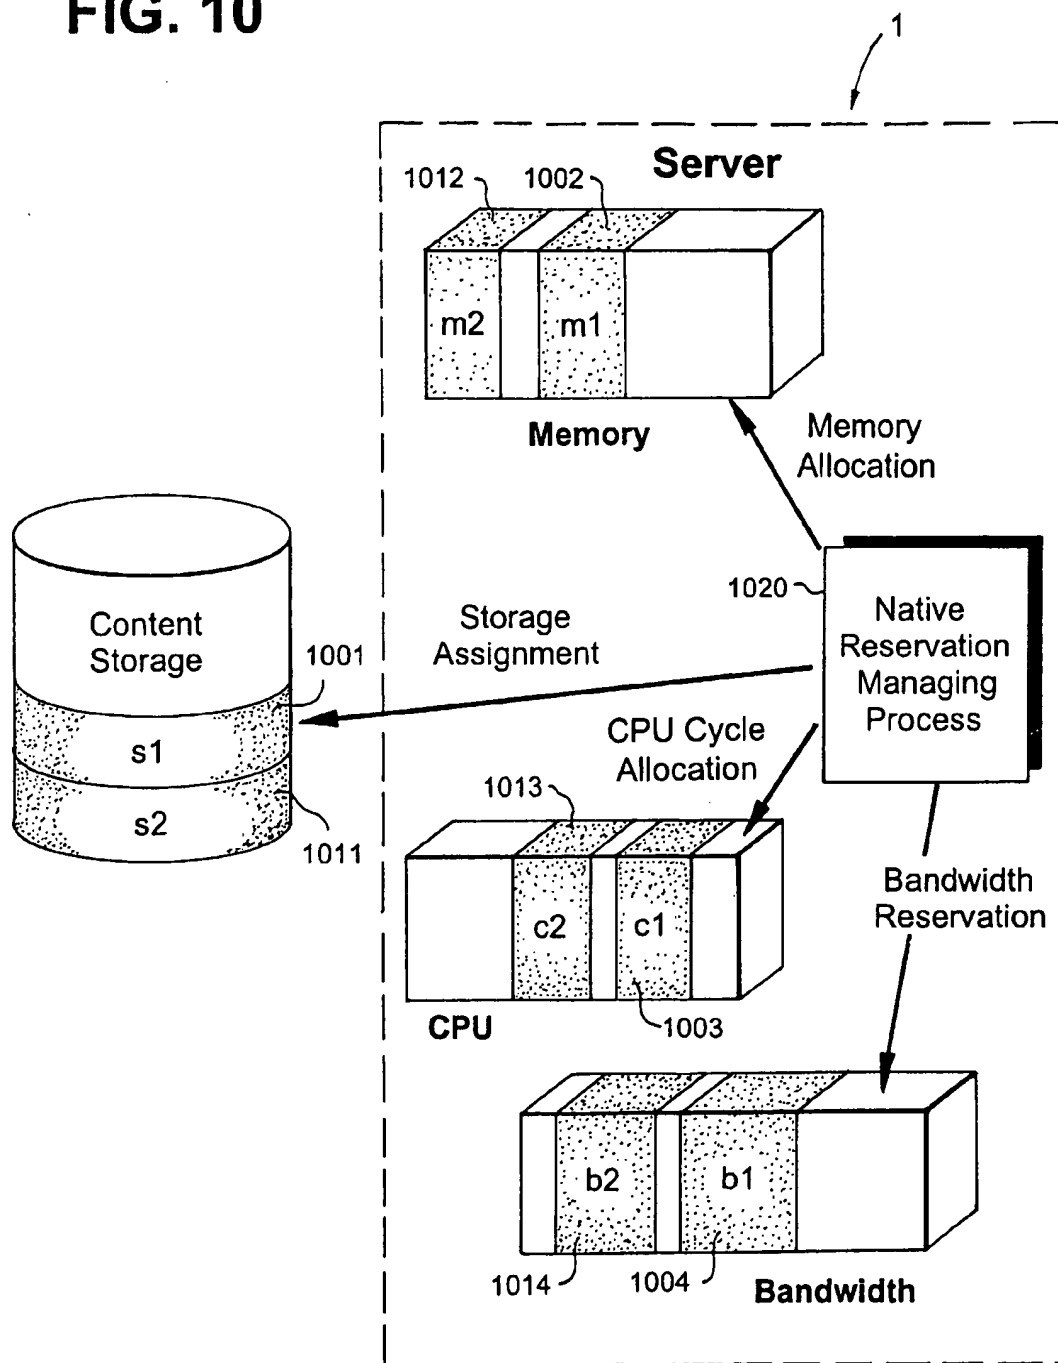 FIG. 10
1
Server
1012
1002
m2
m1
Memory
Memory
Allocation
1020
Native
Reservation
Managing
Process
Storage
Assignment
Content
Storage
1001
s1
s2
1011
CPU Cycle
Allocation
1013
c2
c1
CPU
1003
Bandwidth
Reservation
b2
b1
1014
1004
Bandwidth